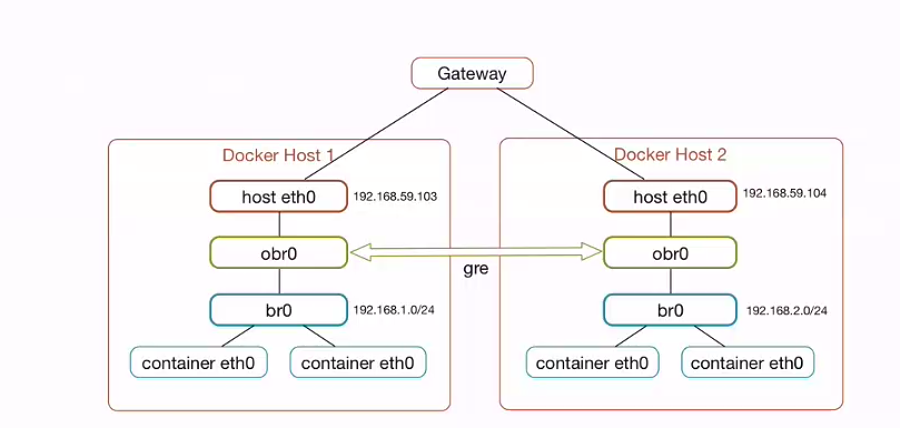 Gateway
Docker Host 1
Docker Host 2
host eth0
192.168.59.103
host eth0
192.168.59.104
obr0
gre
obr0
br0
192.168.1.0/24
br0
192.168.2.0/24
container eth0
container eth0
container eth0
container eth0